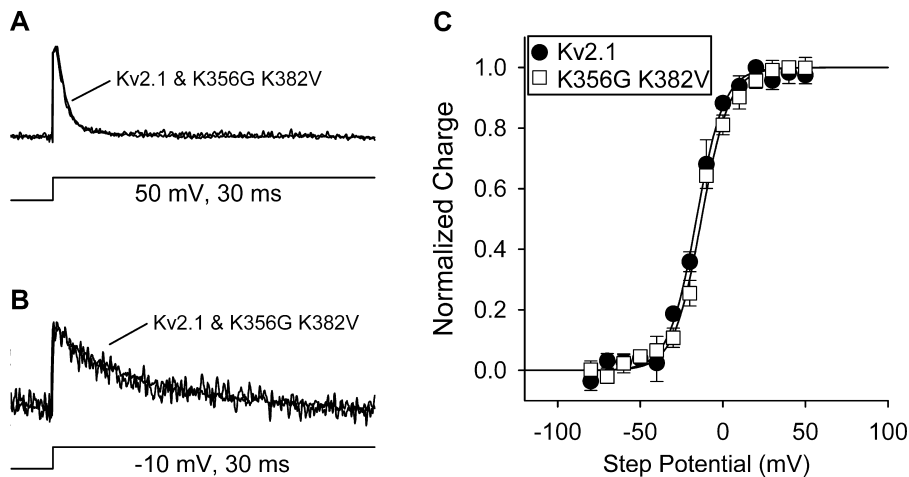 A
Kv2.1 & K356G K382V
50 mV, 30 ms
B
Kv2.1 & K356G K382V
-10 mV, 30 ms
C
Kv2.1
K356G K382V
Normalized Charge
1.0
0.8
0.6
0.4
0.2
0.0
-100 -50 0 50 100
Step Potential (mV)